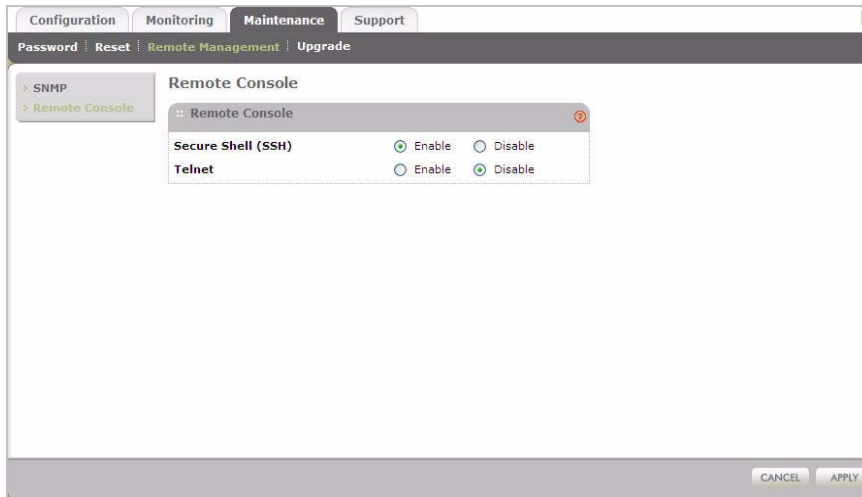 Configuration Monitoring Maintenance Support
Password Reset Remote Management Upgrade
SNMP
Remote Console
Remote Console
Remote Console ?
Secure Shell (SSH) Enable Disable
Telnet Enable Disable
CANCEL APPLY